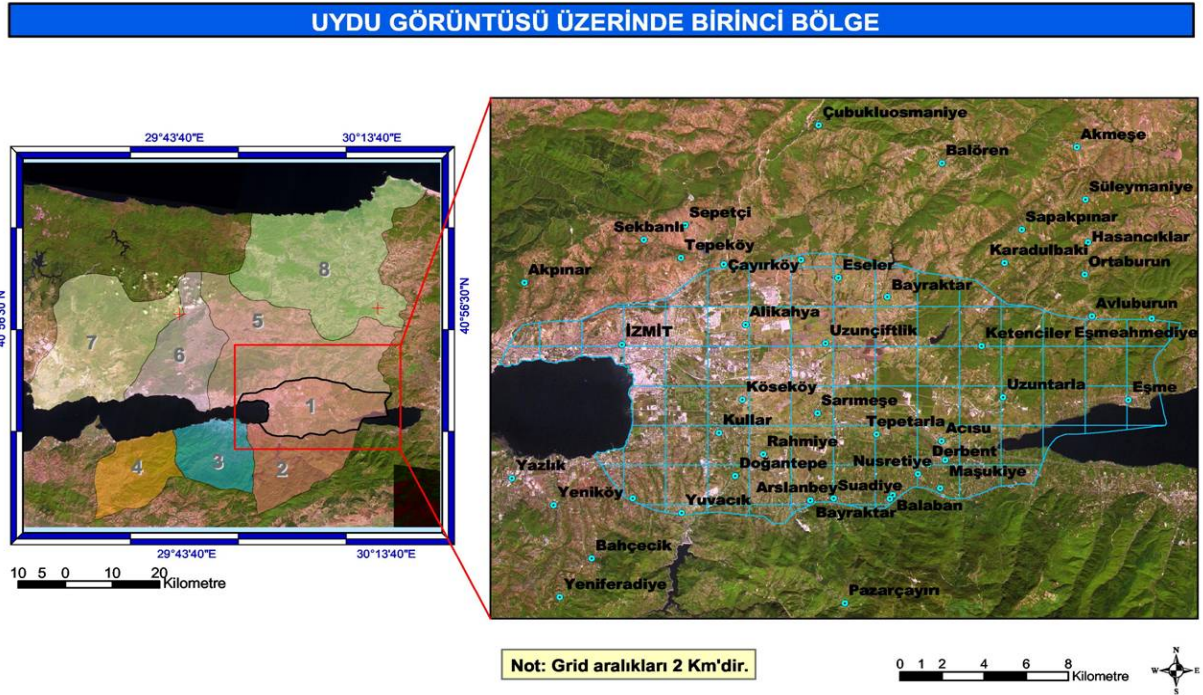 UYDU GÖRÜNTÜSÜ ÜZERİNDE BİRİNCİ BÖLGE
29°43'40"E
30°13'40"E
40°56'30"N
40°56'30"N
8
5
7
6
1
4
3
2
29°43'40"E
30°13'40"E
10 5 0 10 20
Kilometre
Çubukluosmaniye
Akmeşe
Balören
Süleymaniye
Sepetçi
Sapakpınar
Sekbanlı
Hasancıklar
Tepeköy
Karadulbaki
Çayırköy
Eseler
Ortaburun
Akpınar
Bayraktar
Avluburun
Alikahya
İZMİT
Uzunçiftlik
Ketenciler
Eşmeahmediye
Köseköy
Uzuntarla
Eşme
Sarımeşe
Kullar
Tepetarla
Acısu
Rahmiye
Derbent
Doğantepe
Nusretiye
Maşukiye
Yazlık
Arslanbey
Suadiye
Yeniköy
Yuvacık
Bayraktar
Balaban
Bahçecik
Yeniferadiye
Pazarçayırı
Not: Grid aralıkları 2 Km'dir.
0 1 2 4 6 8
Kilometre
N
W E
S